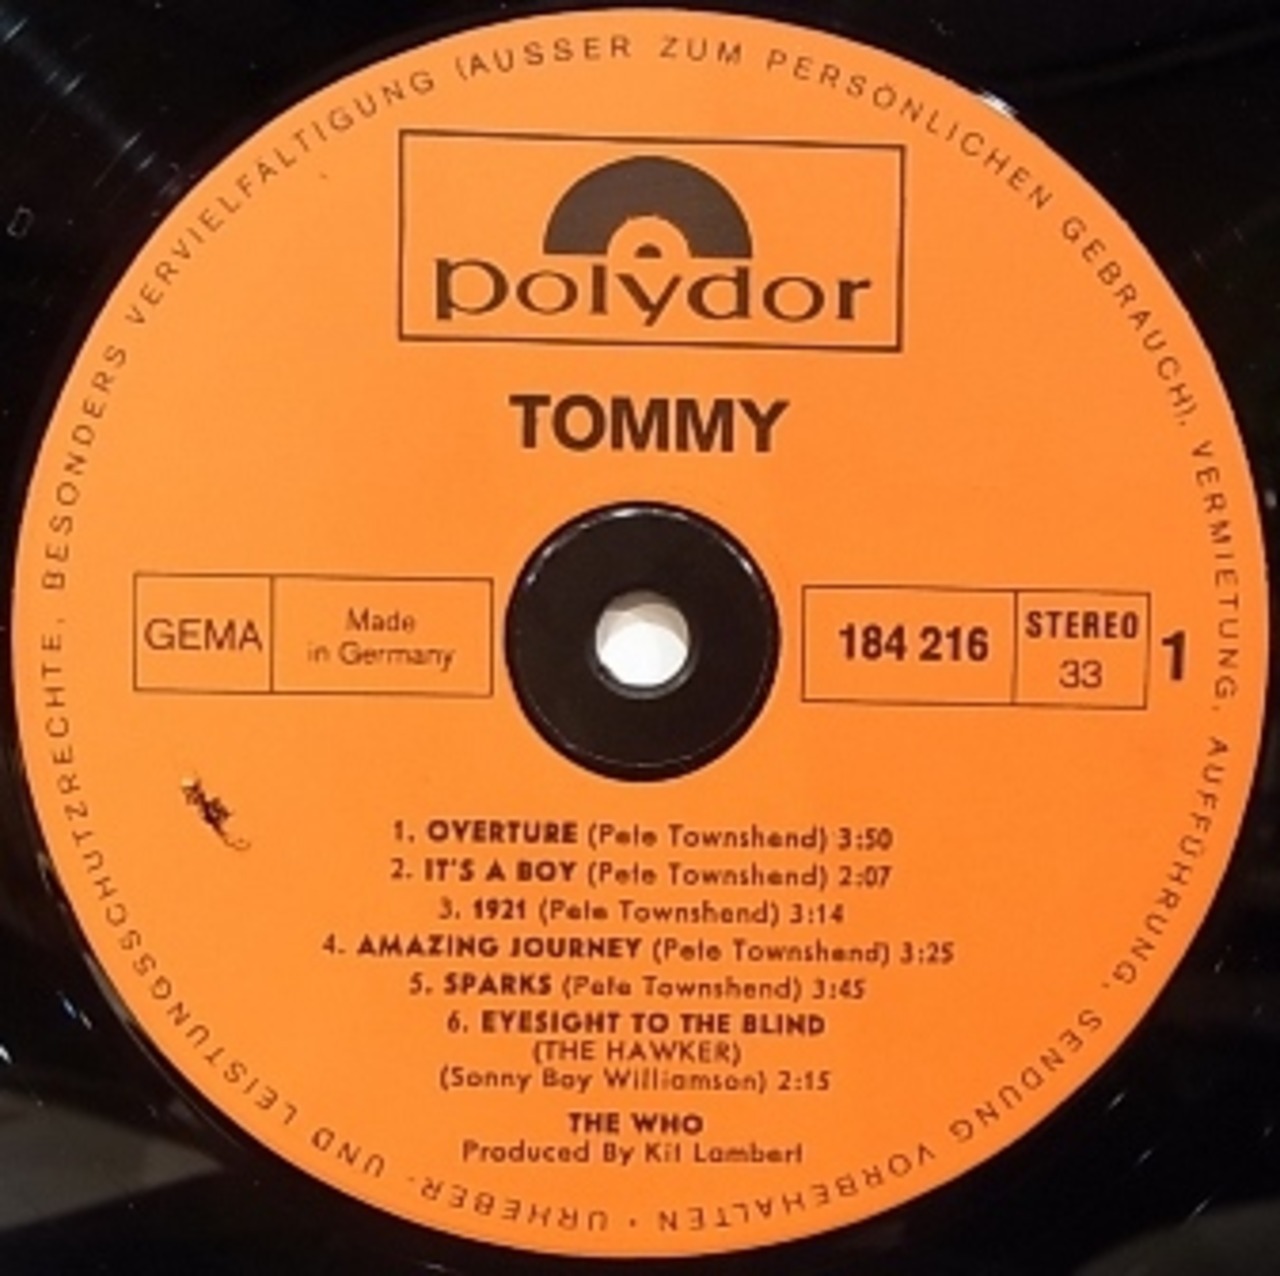 URHEBER- UND LEISTUNGSSCHUTZRECHTE, BESONDERS VERVIELFÄLTIGUNG (AUSSER ZUM PERSÖNLICHEN GEBRAUCH), VERMIETUNG, AUFFÜHRUNG, SENDUNG VORBEHALTEN •
polydor
TOMMY
GEMA
Made
in Germany
184 216
STEREO
33
1
1. OVERTURE (Pete Townshend) 3:50
2. IT'S A BOY (Pete Townshend) 2:07
3. 1921 (Pete Townshend) 3:14
4. AMAZING JOURNEY (Pete Townshend) 3:25
5. SPARKS (Pete Townshend) 3:45
6. EYESIGHT TO THE BLIND
(THE HAWKER)
(Sonny Boy Williamson) 2:15
THE WHO
Produced By Kit Lambert